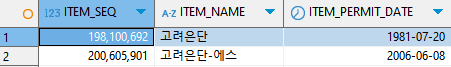 123 ITEM_SEQ A-Z ITEM_NAME ITEM_PERMIT_DATE
1 198,100,692 고려은단 1981-07-20
2 200,605,901 고려은단-에스 2006-06-08